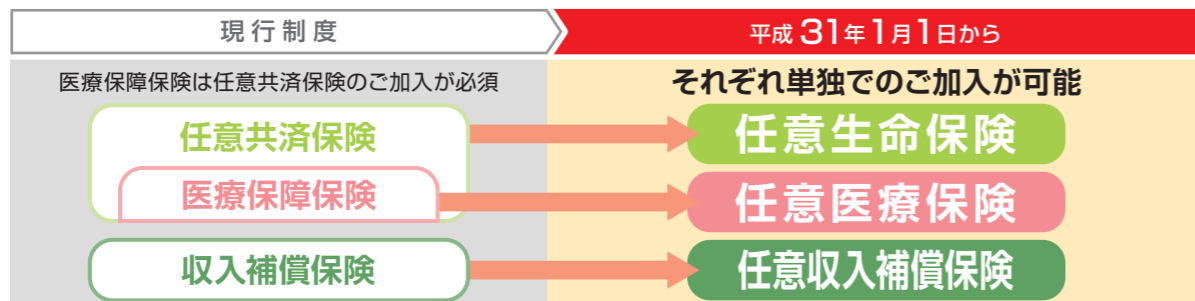 現行制度
平成31年1月1日から
医療保障保険は任意共済保険のご加入が必須
それぞれ単独でのご加入が可能
任意共済保険
任意生命保険
医療保障保険
任意医療保険
収入補償保険
任意収入補償保険